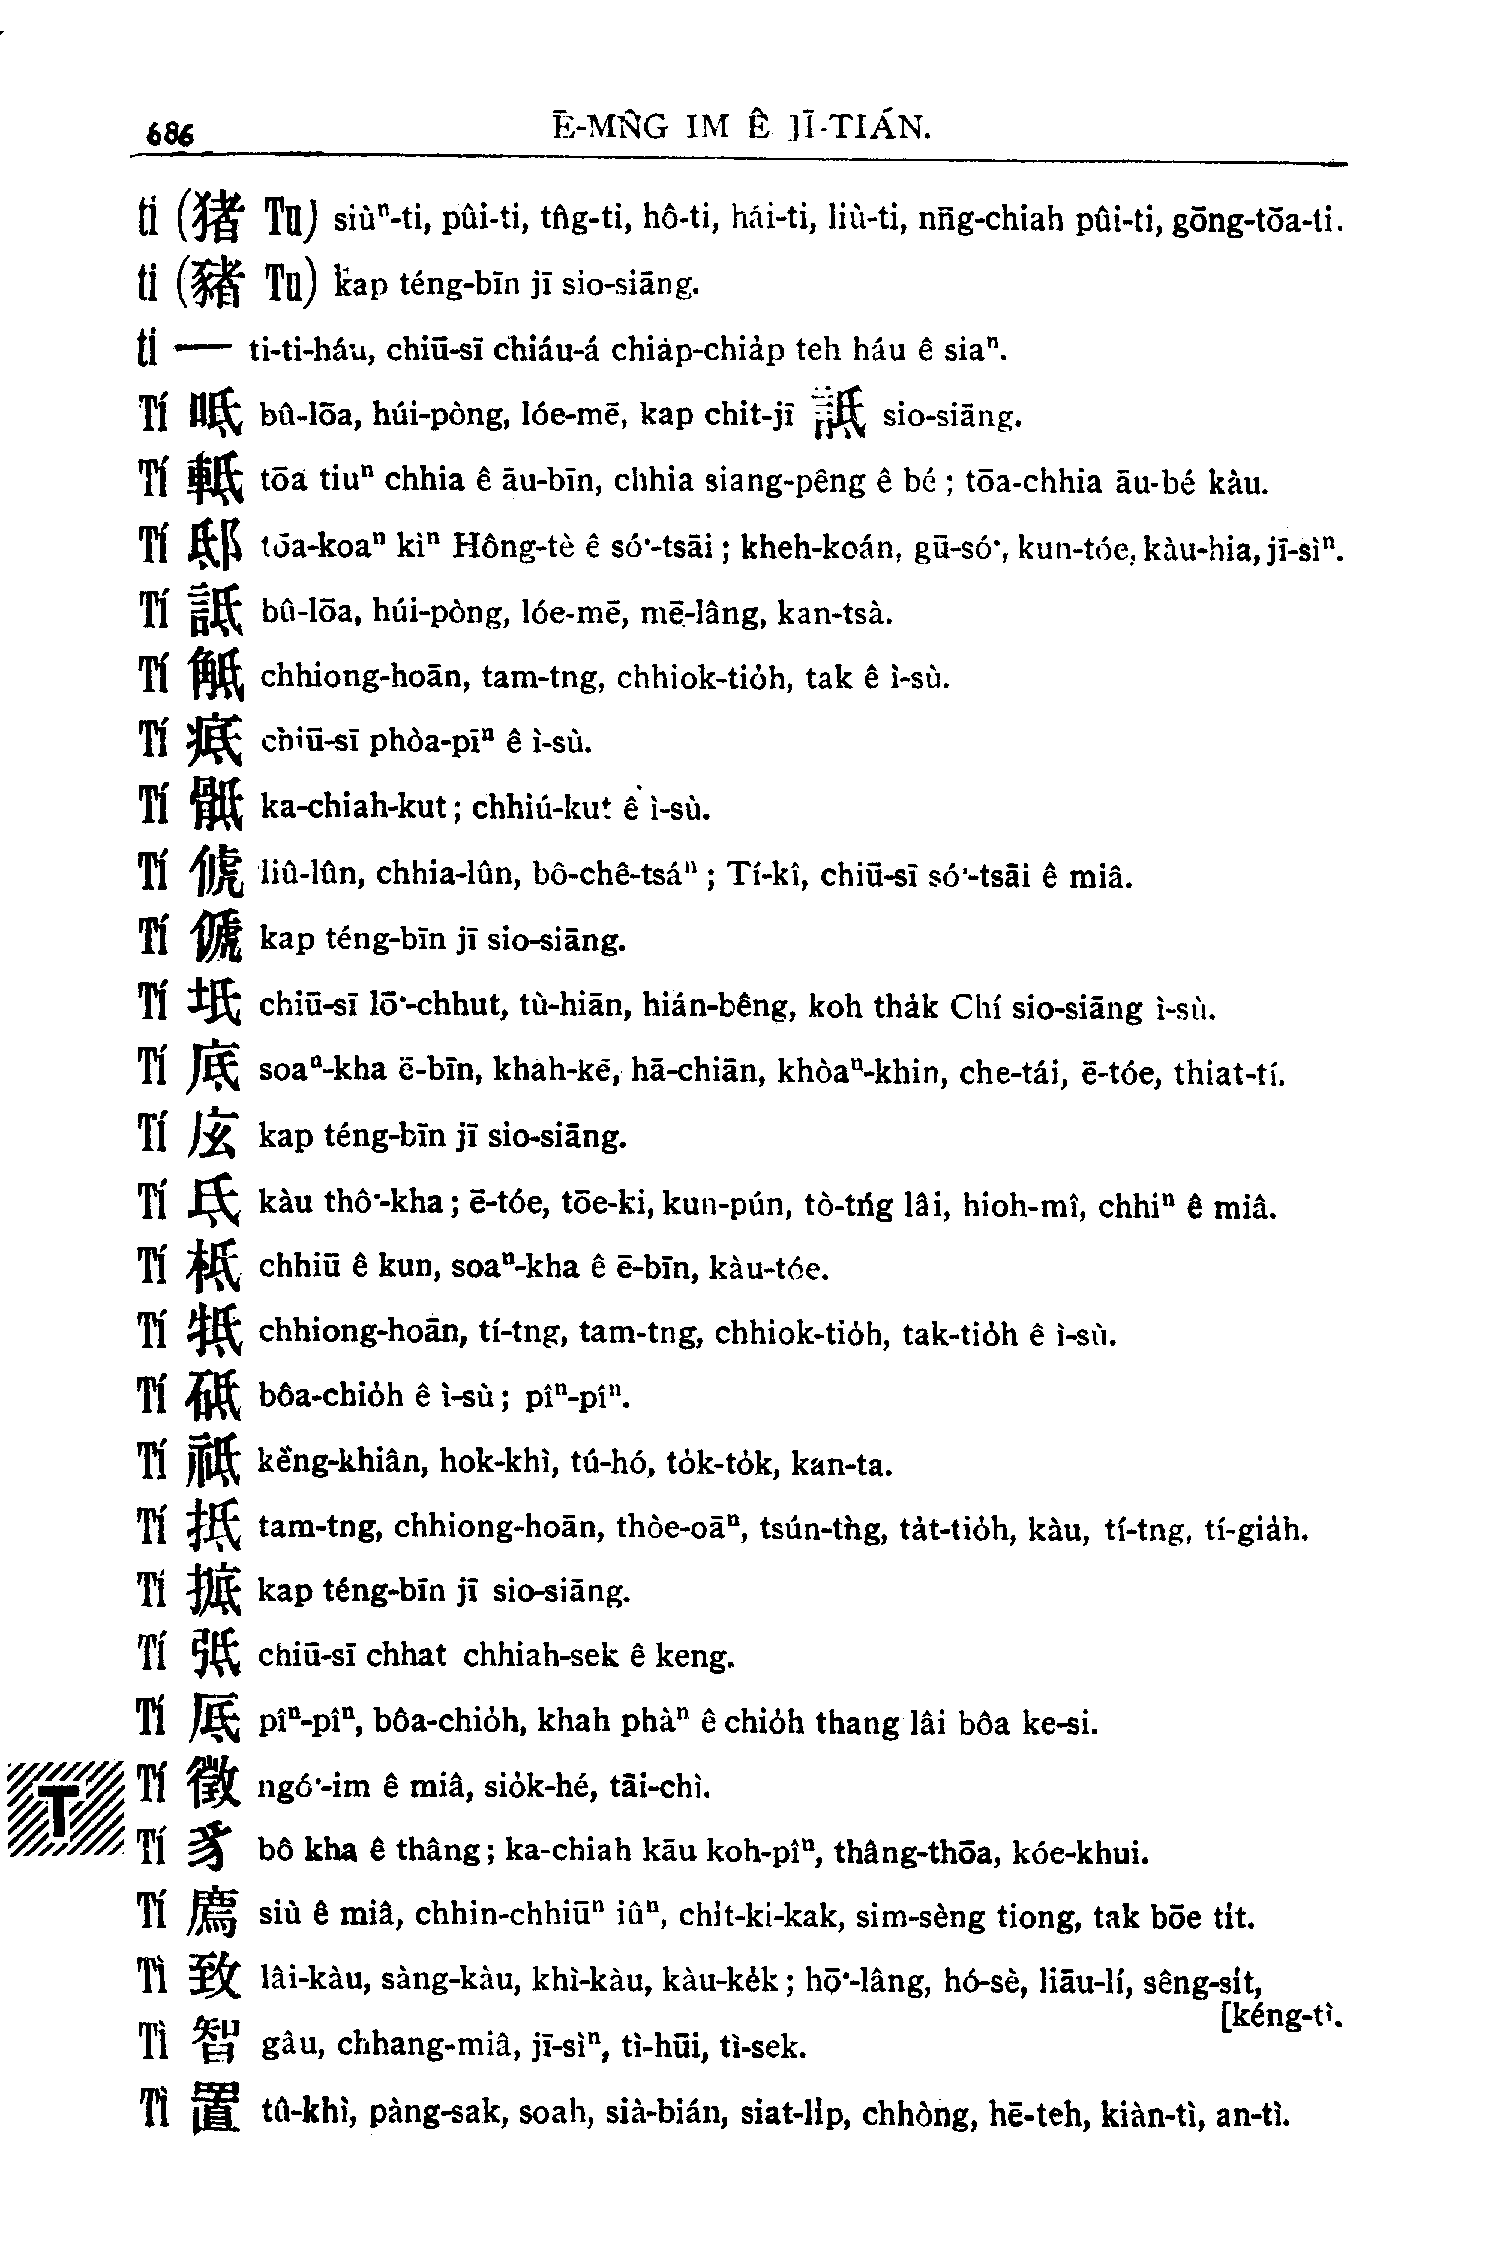 686
Ē-MN̂G IM Ê JĪ-TIÁN.
ti (猪 Tu) siùⁿ-ti, pûi-ti, tn̂g-ti, hô-ti, hái-ti, liù-ti, nn̄g-chiah pûi-ti, gōng-tōa-ti.
ti (豬 Tu) kap téng-bīn jī sio-siāng.
ti — ti-ti-háu, chiū-sī chiáu-á chia̍p-chia̍p teh háu ê siaⁿ.
Tí 呧 bû-lōa, húi-pòng, lóe-mē, kap chit-jī 詆 sio-siāng.
Tí 軧 tōa tiuⁿ chhia ê āu-bīn, chhia siang-pêng ê bé; tōa-chhia āu-bé kàu.
Tí 邸 tōa-koaⁿ kìⁿ Hông-tè ê só͘-tsāi; kheh-koán, gū-só͘, kun-tóe, kàu-hia, jī-sìⁿ.
Tí 詆 bû-lōa, húi-pòng, lóe-mē, mē-lâng, kan-tsà.
Tí 觝 chhiong-hoān, tam-tng, chhiok-tio̍h, tak ê ì-sù.
Tí 疷 chiū-sī phòa-pīⁿ ê ì-sù.
Tí 骶 ka-chiah-kut; chhiú-kut ê ì-sù.
Tí 俿 liû-lûn, chhia-lûn, bô-chê-tsáⁿ; Tí-kî, chiū-sī só͘-tsāi ê miâ.
Tí kap téng-bīn jī sio-siāng.
Tí 坻 chiū-sī lō͘-chhut, tù-hiān, hián-bêng, koh tha̍k Chí sio-siāng ì-sù.
Tí 底 soaⁿ-kha ē-bīn, khah-kē, hā-chiān, khòaⁿ-khin, che-tái, ē-tóe, thiat-tí.
Tí kap téng-bīn jī sio-siāng.
Tí 氐 kàu thô͘-kha; ē-tóe, tōe-ki, kun-pún, tò-tńg lâi, hioh-mî, chhiⁿ ê miâ.
Tí 柢 chhiū ê kun, soaⁿ-kha ê ē-bīn, kàu-tóe.
Tí 牴 chhiong-hoān, tí-tng, tam-tng, chhiok-tio̍h, tak-tio̍h ê ì-sù.
Tí 砥 bôa-chio̍h ê ì-sù; pîⁿ-píⁿ.
Tí 祗 kèng-khiân, hok-khì, tú-hó, to̍k-to̍k, kan-ta.
Tí 抵 tam-tng, chhiong-hoān, thòe-oāⁿ, tsún-tǹg, ta̍t-tio̍h, kàu, tí-tng, tí-gia̍h.
Tí 掋 kap téng-bīn jī sio-siāng.
Tí 弤 chiū-sī chhat chhiah-sek ê keng.
Tí 厎 pîⁿ-pîⁿ, bôa-chio̍h, khah phàⁿ ê chio̍h thang lâi bôa ke-si.
Tí 徵 ngó͘-im ê miâ, sio̍k-hé, tāi-chì.
Tí 豸 bô kha ê thâng; ka-chiah kāu koh-pîⁿ, thâng-thōa, kóe-khui.
Tí 廌 siù ê miâ, chhin-chhiūⁿ iûⁿ, chi̍t-ki-kak, sim-sèng tiong, tak bōe ti̍t.
T
Tì 致 lâi-kàu, sàng-kàu, khì-kàu, kàu-ke̍k; hō͘-lâng, hó-sè, liāu-lí, sêng-si̍t,
[kéng-tì.
Tì 智 gâu, chhang-miâ, jī-sìⁿ, tì-hūi, tì-sek.
Tì 置 tû-khì, pàng-sak, soah, sià-bián, siat-li̍p, chhòng, hē-teh, kiàn-tì, an-tì.